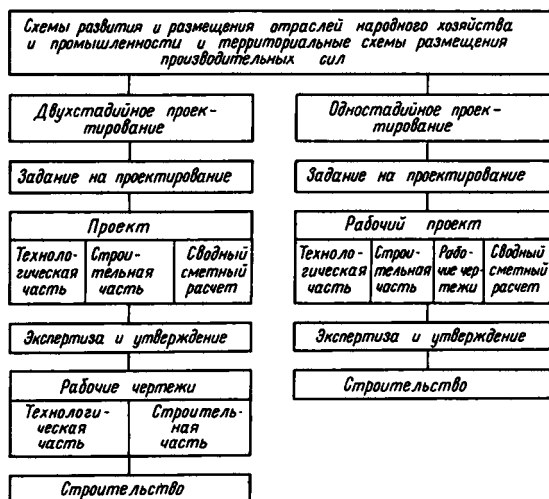 Схемы развития и размещения отраслей народного хозяйства
и промышленности и территориальные схемы размещения
производительных сил
Двухстадийное проек-
тирование
Задание на проектирование
Проект
Техноло-
гическая
часть
Строи-
тельная
часть
Сводный
сметный
расчет
Экспертиза и утверждение
Рабочие чертежи
Технологи-
ческая
часть
Строитель-
ная
часть
Строительство
Одностадийное проек-
тирование
Задание на проектирование
Рабочий проект
Техноло-
гическая
часть
Строи-
тельная
часть
Рабо-
чие чер-
тежи
Сводный
сметный
расчет
Экспертиза и утверждение
Строительство